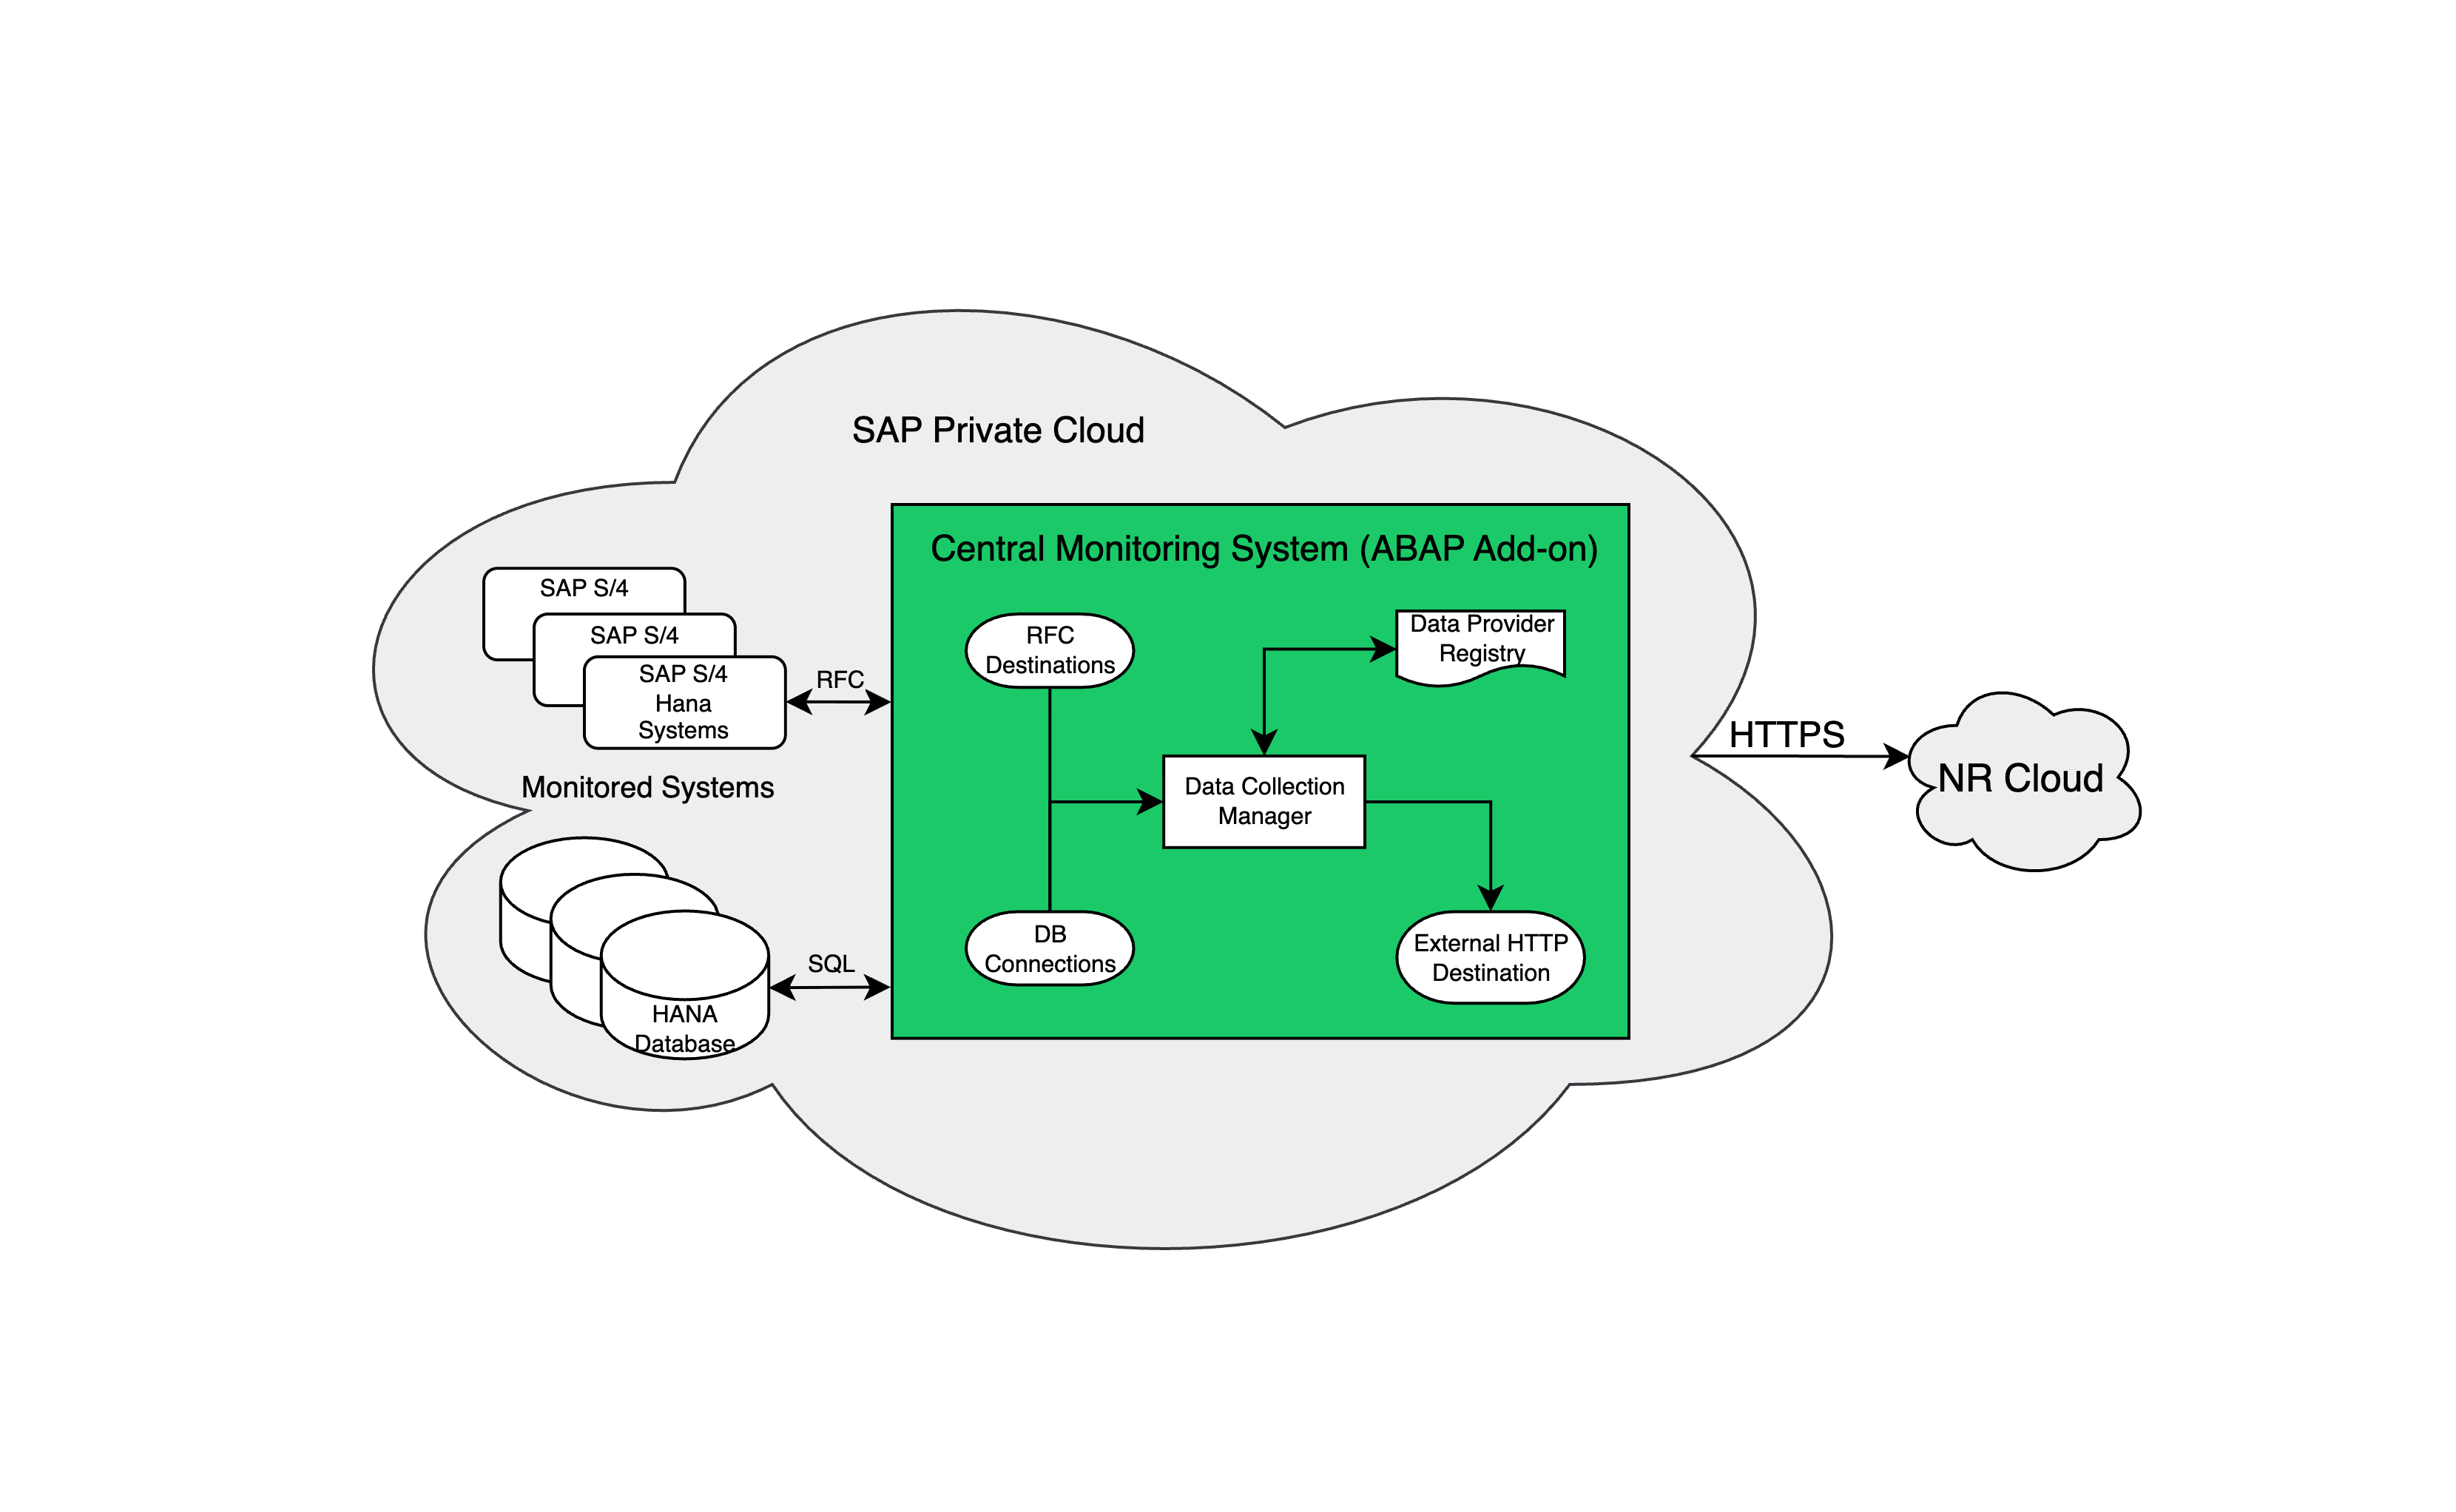 SAP Private Cloud
Central Monitoring System (ABAP Add-on)
SAP S/4
SAP S/4
SAP S/4
Hana
Systems
RFC
Monitored Systems
HANA
Database
SQL
RFC
Destinations
DB
Connections
Data Provider
Registry
Data Collection
Manager
External HTTP
Destination
HTTPS
NR Cloud